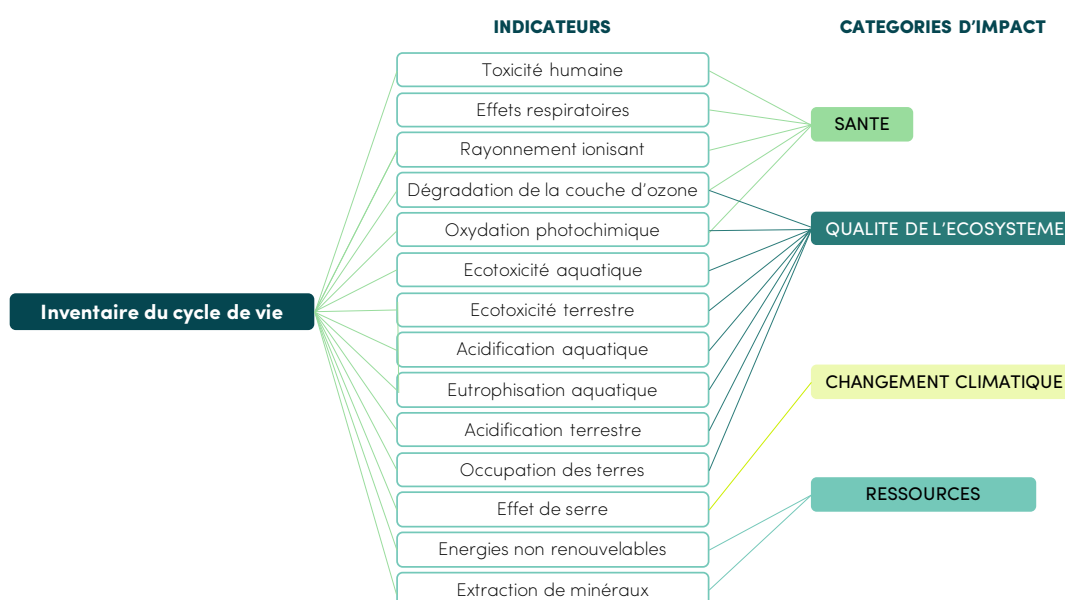 INDICATEURS
CATEGORIES D'IMPACT
Toxicité humaine
Effets respiratoires
SANTE
Rayonnement ionisant
Dégradation de la couche d'ozone
Oxydation photochimique
QUALITE DE L'ECOSYSTEME
Ecotoxicité aquatique
Inventaire du cycle de vie
Ecotoxicité terrestre
Acidification aquatique
Eutrophisation aquatique
CHANGEMENT CLIMATIQUE
Acidification terrestre
Occupation des terres
Effet de serre
RESSOURCES
Energies non renouvelables
Extraction de minéraux